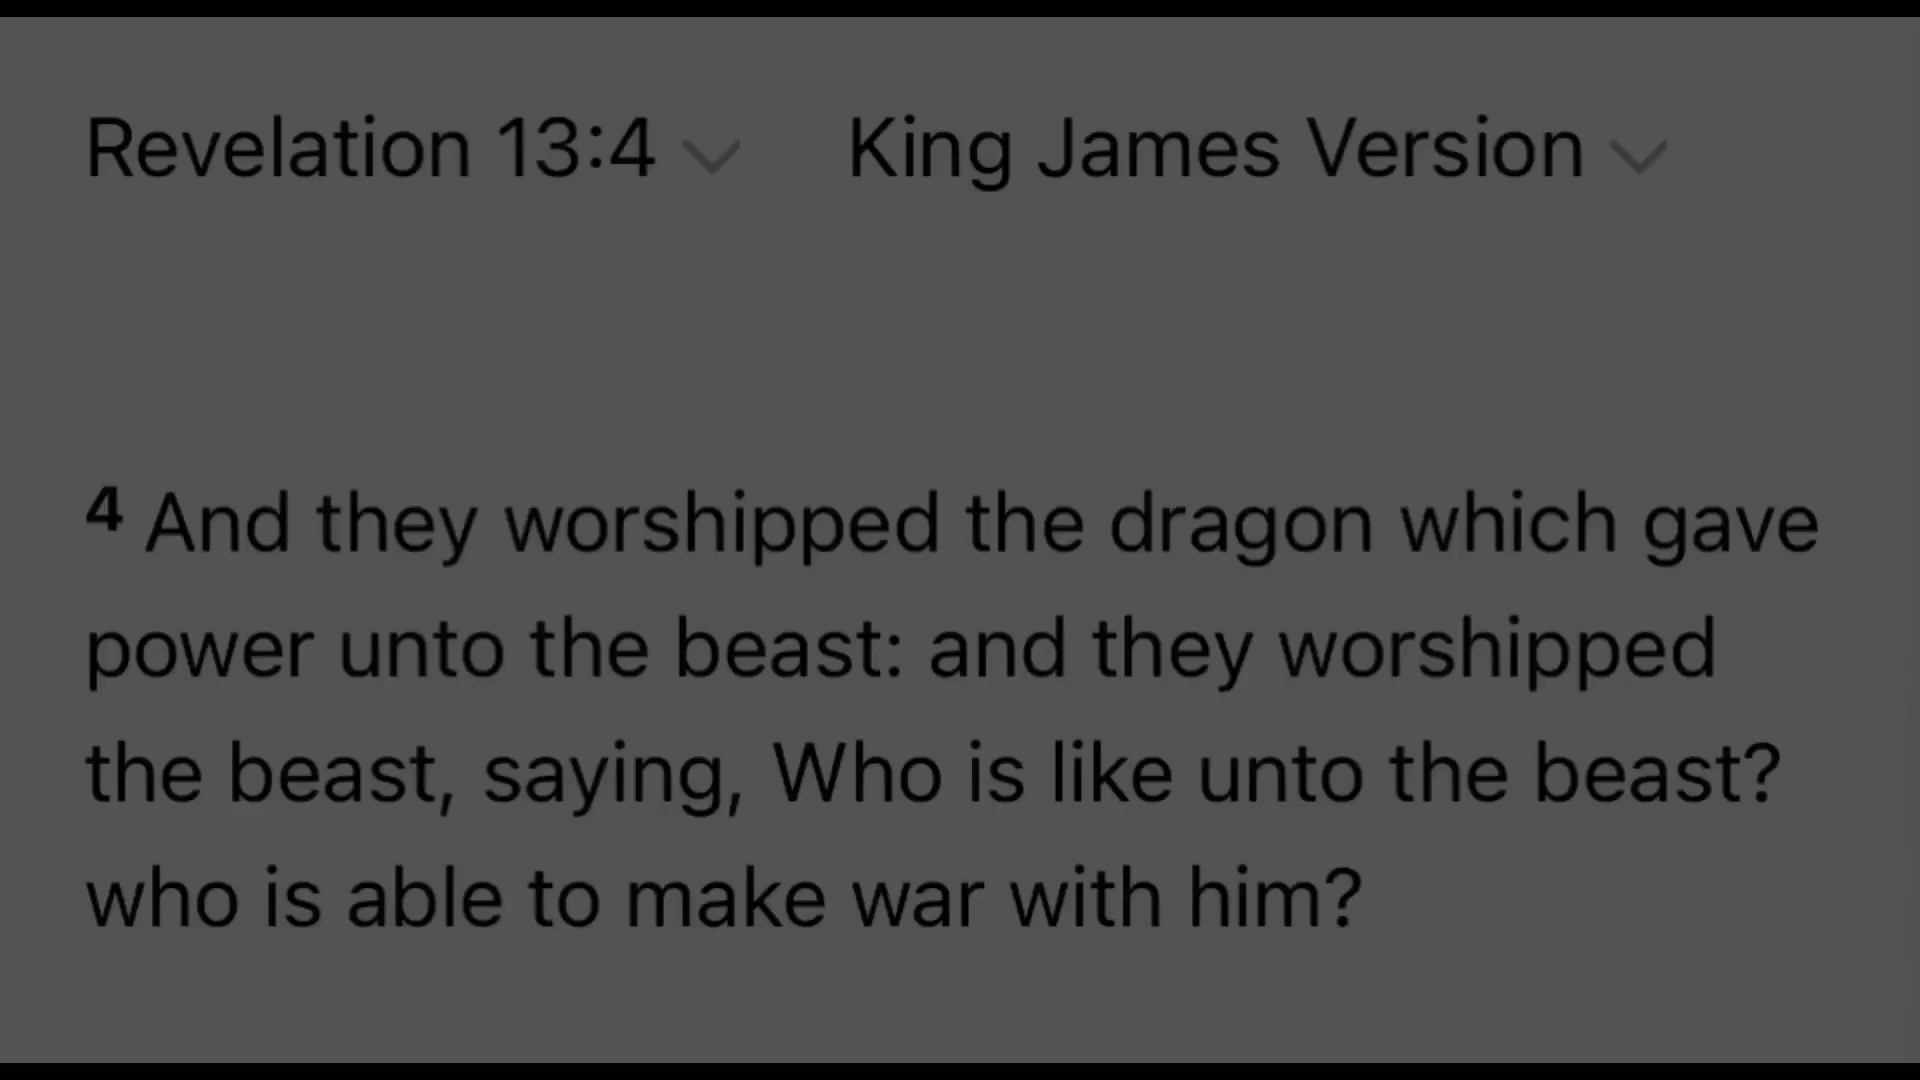 Revelation 13:4 King James Version
4 And they worshipped the dragon which gave
power unto the beast: and they worshipped
the beast, saying, Who is like unto the beast?
who is able to make war with him?